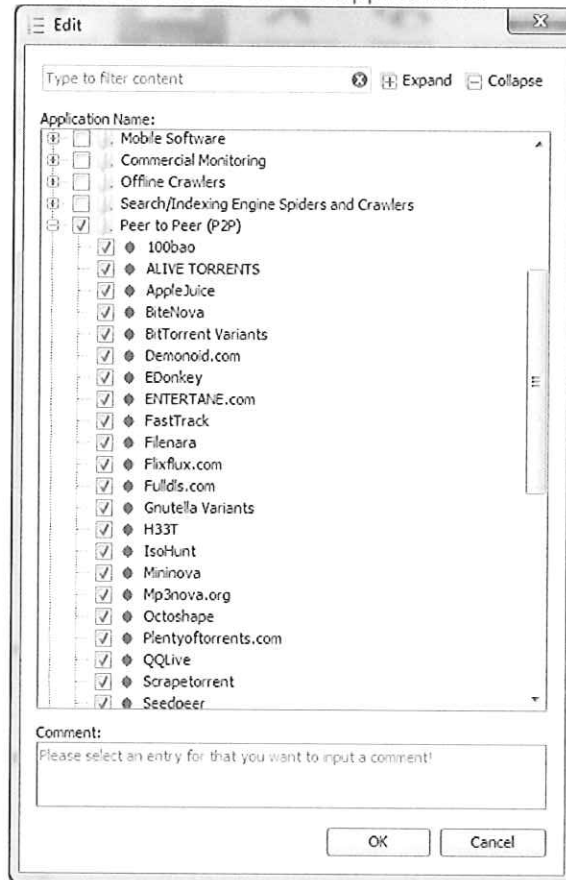 Edit
Type to filter content
Expand
Collapse
Application Name:
Mobile Software
Commercial Monitoring
Offline Crawlers
Search/Indexing Engine Spiders and Crawlers
Peer to Peer (P2P)
100bao
ALIVE TORRENTS
AppleJuice
BiteNova
BitTorrent Variants
Demonoid.com
EDonkey
ENTERTANE.com
FastTrack
Filenara
Flixflux.com
Fulldls.com
Gnutella Variants
H33T
IsoHunt
Mininova
Mp3nova.org
Octoshape
Plentyoftorrents.com
QQLive
Scrapetorrent
Seedpeer
Comment:
Please select an entry for that you want to input a comment!
OK
Cancel